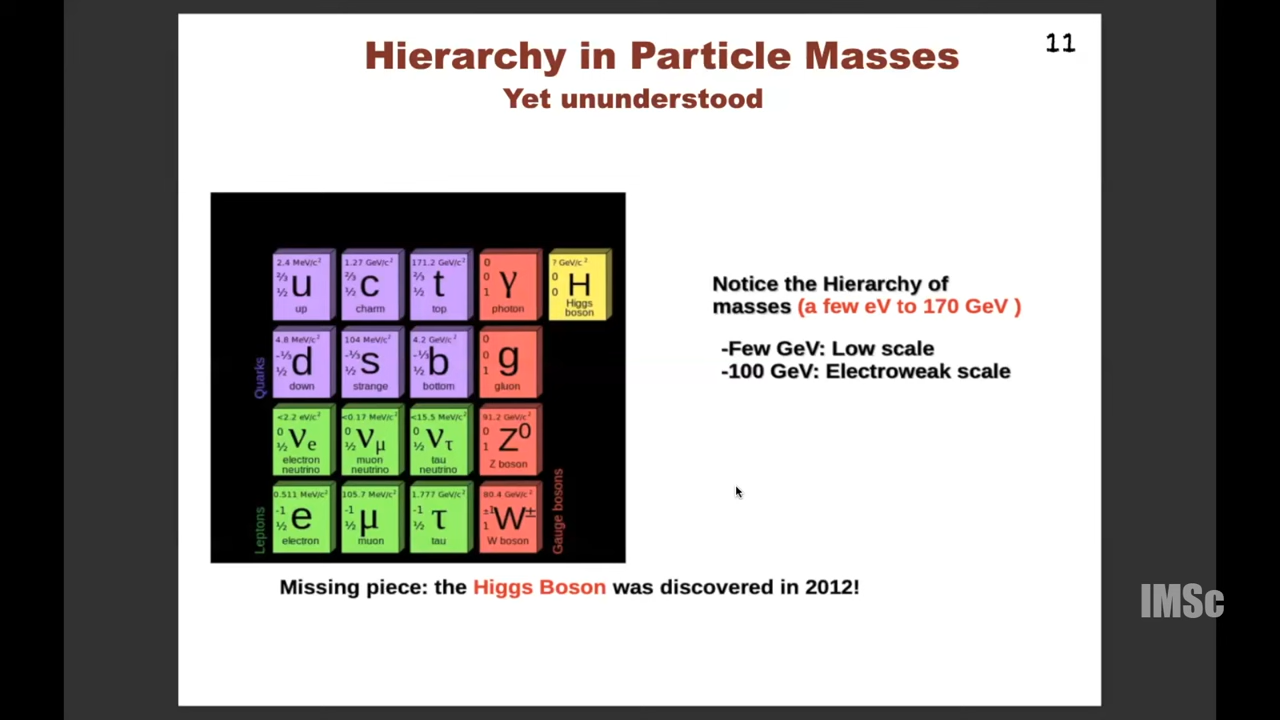 11
Hierarchy in Particle Masses
Yet ununderstood
2.4 MeV/c² 1.27 GeV/c² 171.2 GeV/c² 0 ? GeV/c²
⅔ ⅔ ⅔ 0 0
½ ½ ½ 1 0
u c t γ H
up charm top photon Higgs boson
4.8 MeV/c² 104 MeV/c² 4.2 GeV/c² 0
-⅓ -⅓ -⅓ 0
½ ½ ½ 1
d s b g
down strange bottom gluon
Quarks
<2.2 eV/c² <0.17 MeV/c² <15.5 MeV/c² 91.2 GeV/c²
0 0 0 0
½ ½ ½ 1
νe νμ ντ Z⁰
electron neutrino muon neutrino tau neutrino Z boson
0.511 MeV/c² 105.7 MeV/c² 1.777 GeV/c² 80.4 GeV/c²
-1 -1 -1 ±1
½ ½ ½ 1
e μ τ W±
electron muon tau W boson
Leptons
Gauge bosons
Notice the Hierarchy of
masses (a few eV to 170 GeV )
-Few GeV: Low scale
-100 GeV: Electroweak scale
Missing piece: the Higgs Boson was discovered in 2012!
IMSc